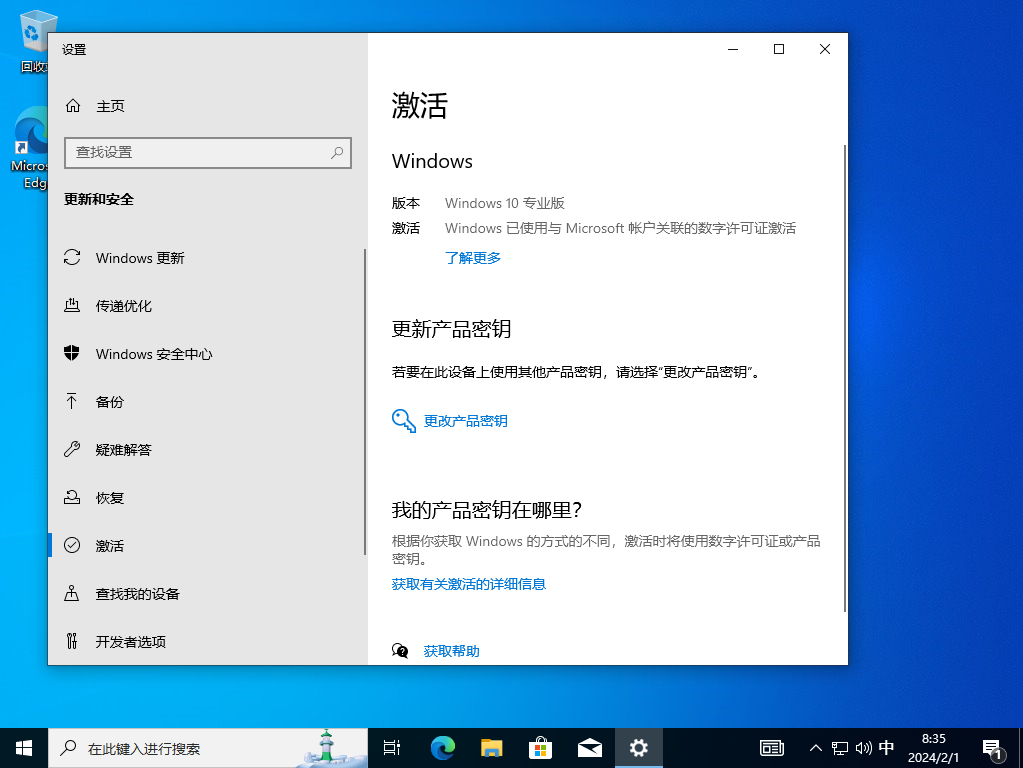 回收
Micros
Edg
设置
主页
查找设置
更新和安全
Windows 更新
传递优化
Windows 安全中心
备份
疑难解答
恢复
激活
查找我的设备
开发者选项
激活
Windows
版本 Windows 10 专业版
激活 Windows 已使用与 Microsoft 帐户关联的数字许可证激活
了解更多
更新产品密钥
若要在此设备上使用其他产品密钥，请选择“更改产品密钥”。
更改产品密钥
我的产品密钥在哪里？
根据你获取 Windows 的方式的不同，激活时将使用数字许可证或产品
密钥。
获取有关激活的详细信息
获取帮助
在此键入进行搜索
中
8:35
2024/2/1
1